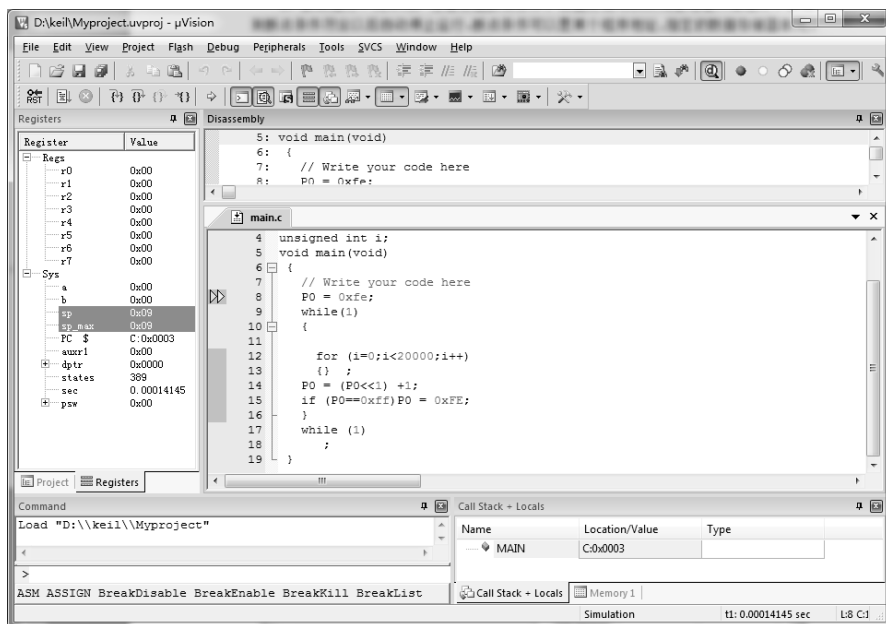 D:\keil\Myproject.uvproj - µVision
File Edit View Project Flash Debug Peripherals Tools SVCS Window Help
RST
Registers
Register Value
Regs
r0 0x00
r1 0x00
r2 0x00
r3 0x00
r4 0x00
r5 0x00
r6 0x00
r7 0x00
Sys
a 0x00
b 0x00
sp 0x09
sp_max 0x09
PC $ C:0x0003
auxr1 0x00
dptr 0x0000
states 389
sec 0.00014145
psw 0x00
Project Registers
Disassembly
5: void main(void)
6: {
7: // Write your code here
8: P0 = 0xfe;
main.c
4 unsigned int i;
5 void main(void)
6 {
7 // Write your code here
8 P0 = 0xfe;
9 while(1)
10 {
11
12 for (i=0;i<20000;i++)
13 {} ;
14 P0 = (P0<<1) +1;
15 if (P0==0xff)P0 = 0xFE;
16 }
17 while (1)
18 ;
19 }
Command
Load "D:\\keil\\Myproject"
>
ASM ASSIGN BreakDisable BreakEnable BreakKill BreakList
Call Stack + Locals
Name Location/Value Type
MAIN C:0x0003
Call Stack + Locals Memory 1
Simulation t1: 0.00014145 sec L:8 C:1